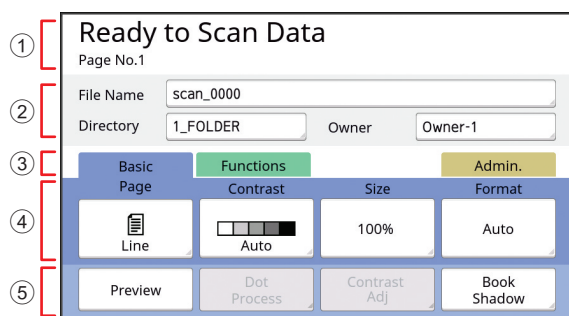 ① Ready to Scan Data
Page No.1
② File Name scan_0000
Directory 1_FOLDER Owner Owner-1
③ Basic Functions Admin.
Page Contrast Size Format
④ Line Auto 100% Auto
⑤ Preview Dot Process Contrast Adj Book Shadow